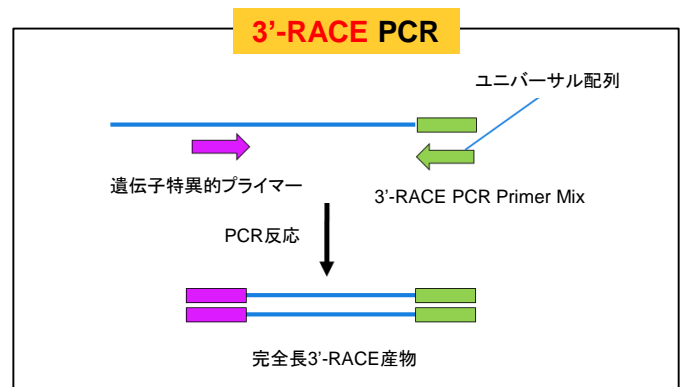 3’-RACE PCR
ユニバーサル配列
遺伝子特異的プライマー
3’-RACE PCR Primer Mix
PCR反応
完全長3’-RACE産物